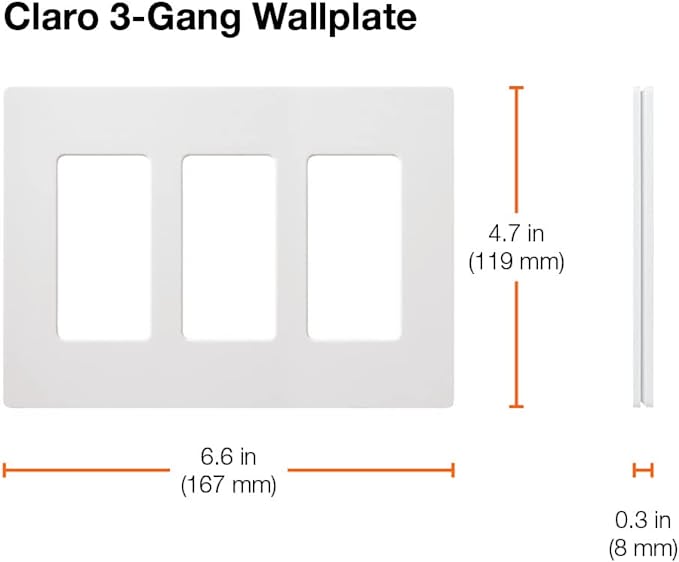 Claro 3-Gang Wallplate
4.7 in
(119 mm)
6.6 in
(167 mm)
0.3 in
(8 mm)